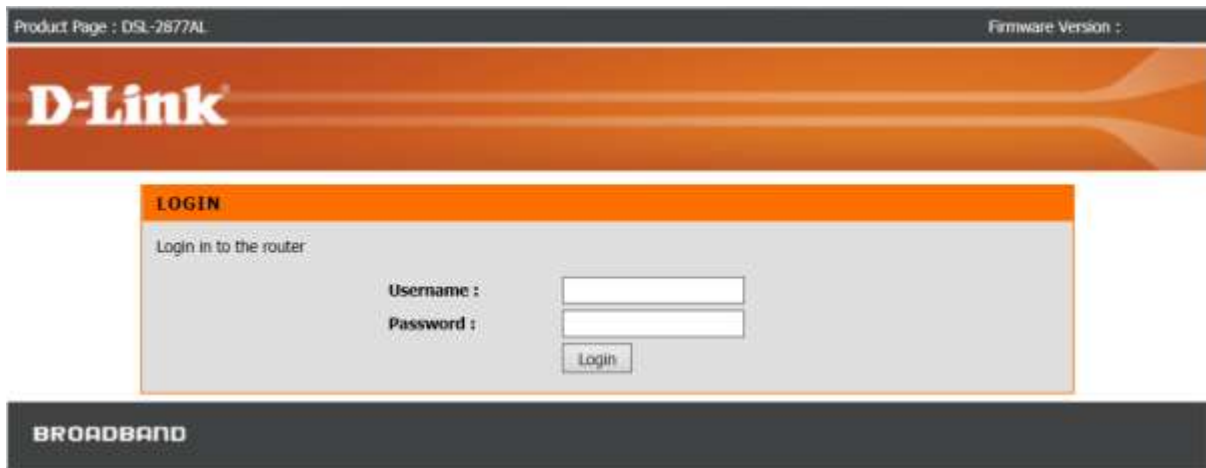 Product Page : DSL-2877AL Firmware Version :
D-Link
LOGIN
Login in to the router
Username :
Password :
Login
BROADBAND